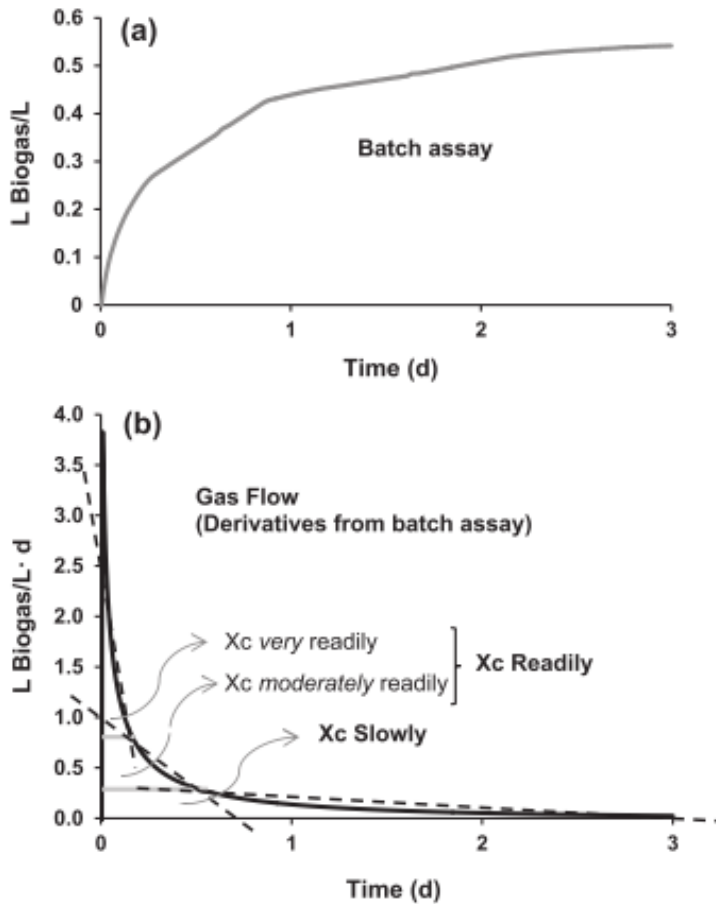 (a)
0.6
0.5
0.4
0.3
0.2
0.1
0
L Biogas/L
Batch assay
0 1 2 3
Time (d)
(b)
4.0
3.5
3.0
2.5
2.0
1.5
1.0
0.5
0.0
L Biogas/L· d
Gas Flow
(Derivatives from batch assay)
Xc very readily
Xc moderately readily
Xc Readily
Xc Slowly
0 1 2 3
Time (d)